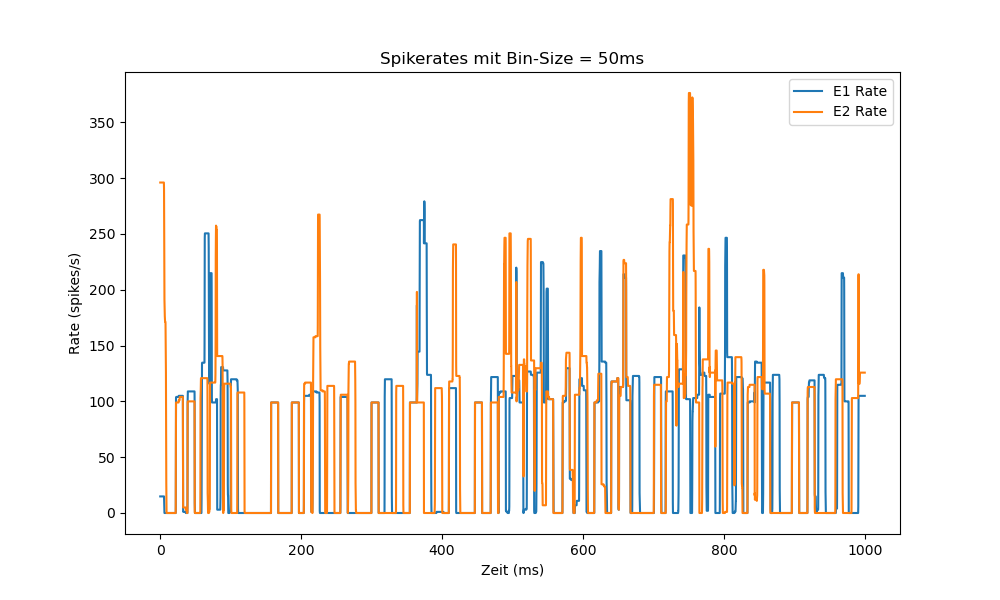 Spikerates mit Bin-Size = 50ms
E1 Rate
E2 Rate
350
300
250
200
150
100
50
0
Rate (spikes/s)
0 200 400 600 800 1000
Zeit (ms)